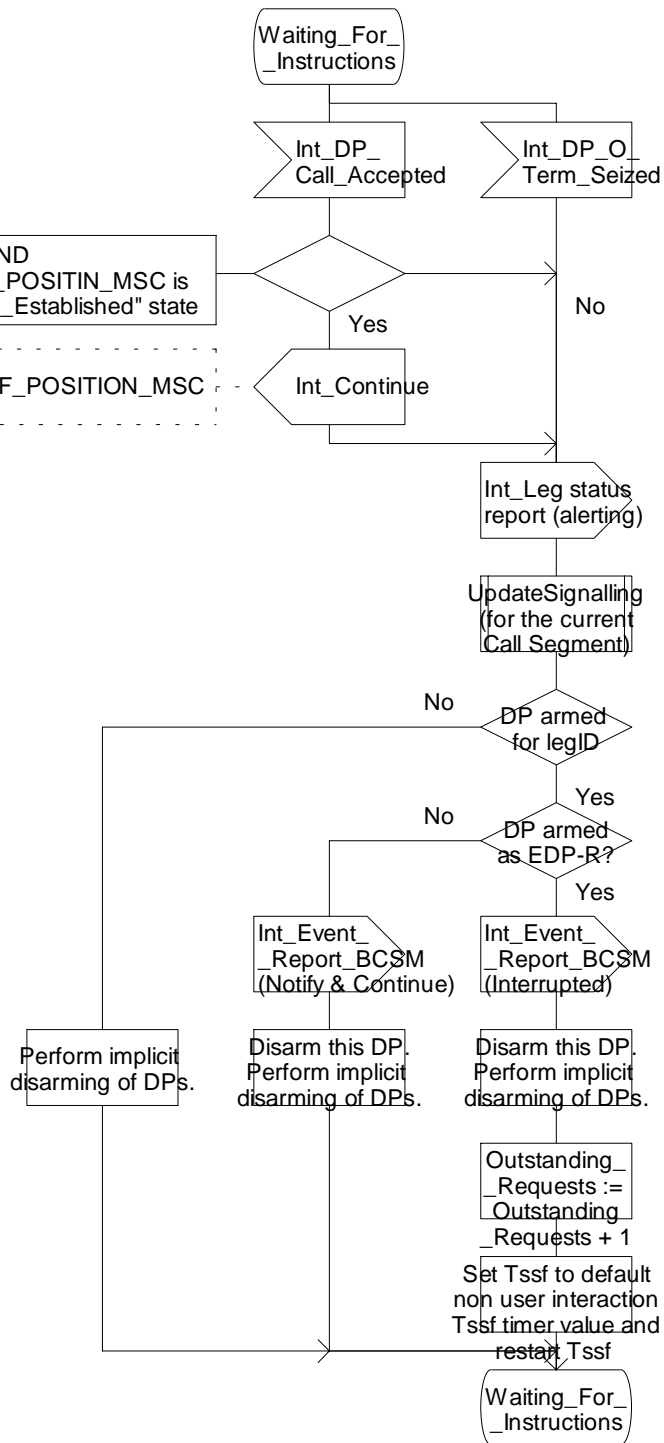 Waiting_For_
_Instructions
Int_DP_
Call_Accepted
Int_DP_O_
Term_Seized
_POSITIN_MSC is
_Established" state
No
Yes
F_POSITION_MSC
Int_Continue
Int_Leg status
report (alerting)
UpdateSignalling
(for the current
Call Segment)
No
DP armed
for legID
Yes
No
DP armed
as EDP-R?
Yes
Int_Event_
_Report_BCSM
(Notify & Continue)
Int_Event_
_Report_BCSM
(Interrupted)
Perform implicit
disarming of DPs.
Disarm this DP.
Perform implicit
disarming of DPs.
Disarm this DP.
Perform implicit
disarming of DPs.
Outstanding_
_Requests :=
Outstanding
_Requests + 1
Set Tssf to default
non user interaction
Tssf timer value and
restart Tssf
Waiting_For_
_Instructions